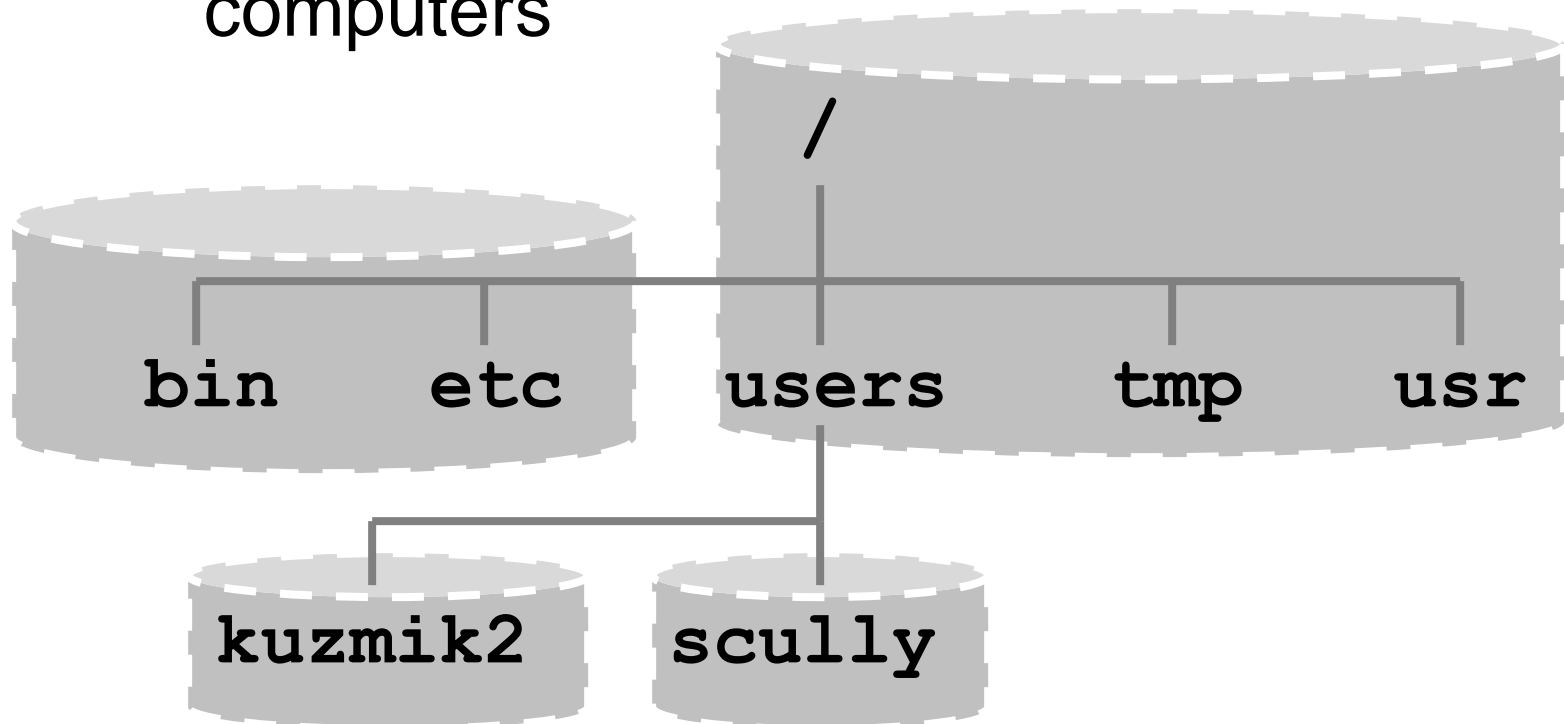 computers
/
bin etc users tmp usr
kuzmik2 scully